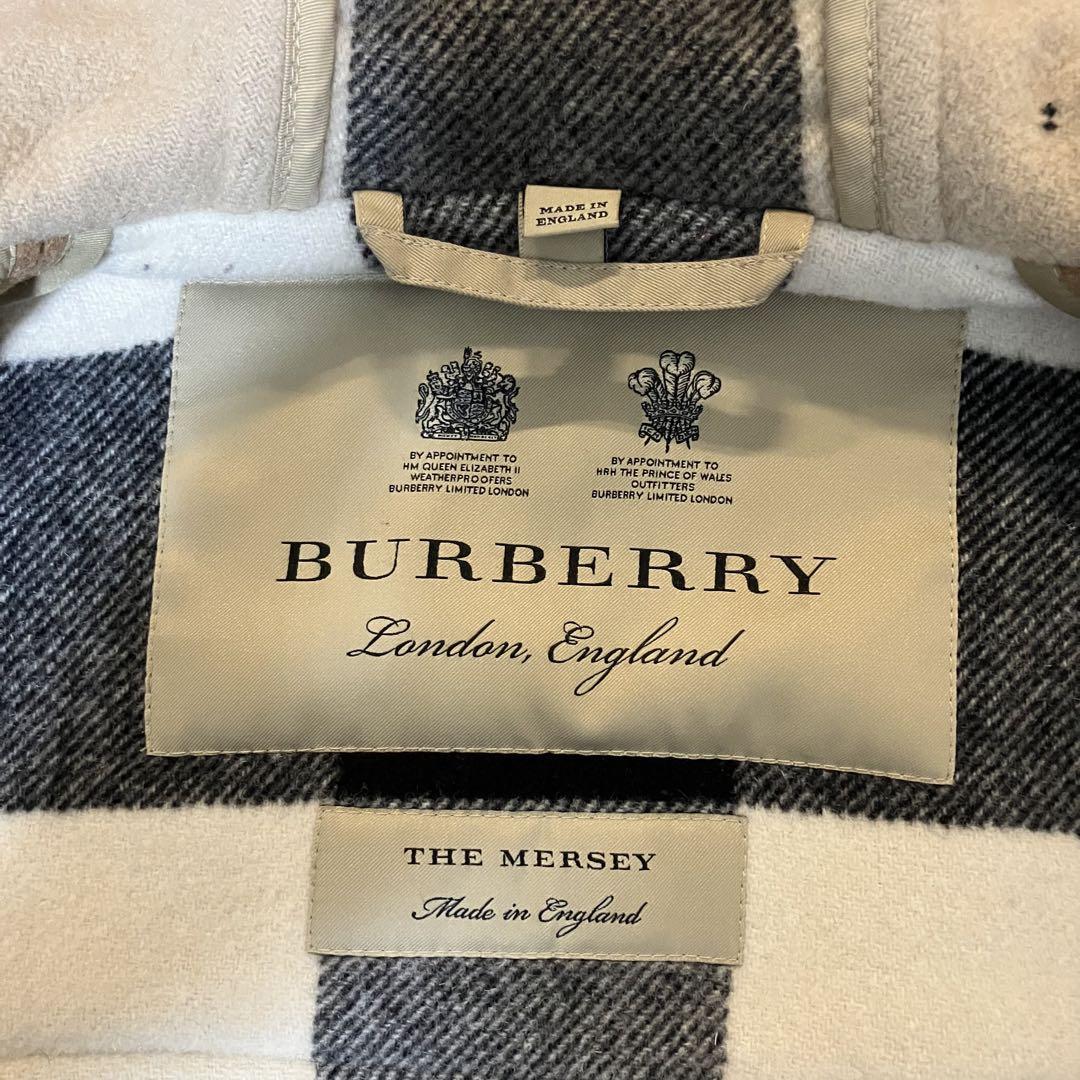 MADE IN
ENGLAND
BY APPOINTMENT TO
HM QUEEN ELIZABETH II
WEATHERPROOFERS
BURBERRY LIMITED LONDON
BY APPOINTMENT TO
HRH THE PRINCE OF WALES
OUTFITTERS
BURBERRY LIMITED LONDON
BURBERRY
London, England
THE MERSEY
Made in England